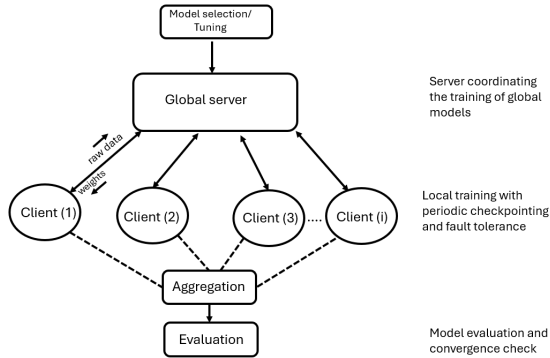 Model selection/
Tuning
Global server
Server coordinating
the training of global
models
raw data
weights
Client (1)
Client (2)
Client (3)
....
Client (i)
Local training with
periodic checkpointing
and fault tolerance
Aggregation
Evaluation
Model evaluation and
convergence check